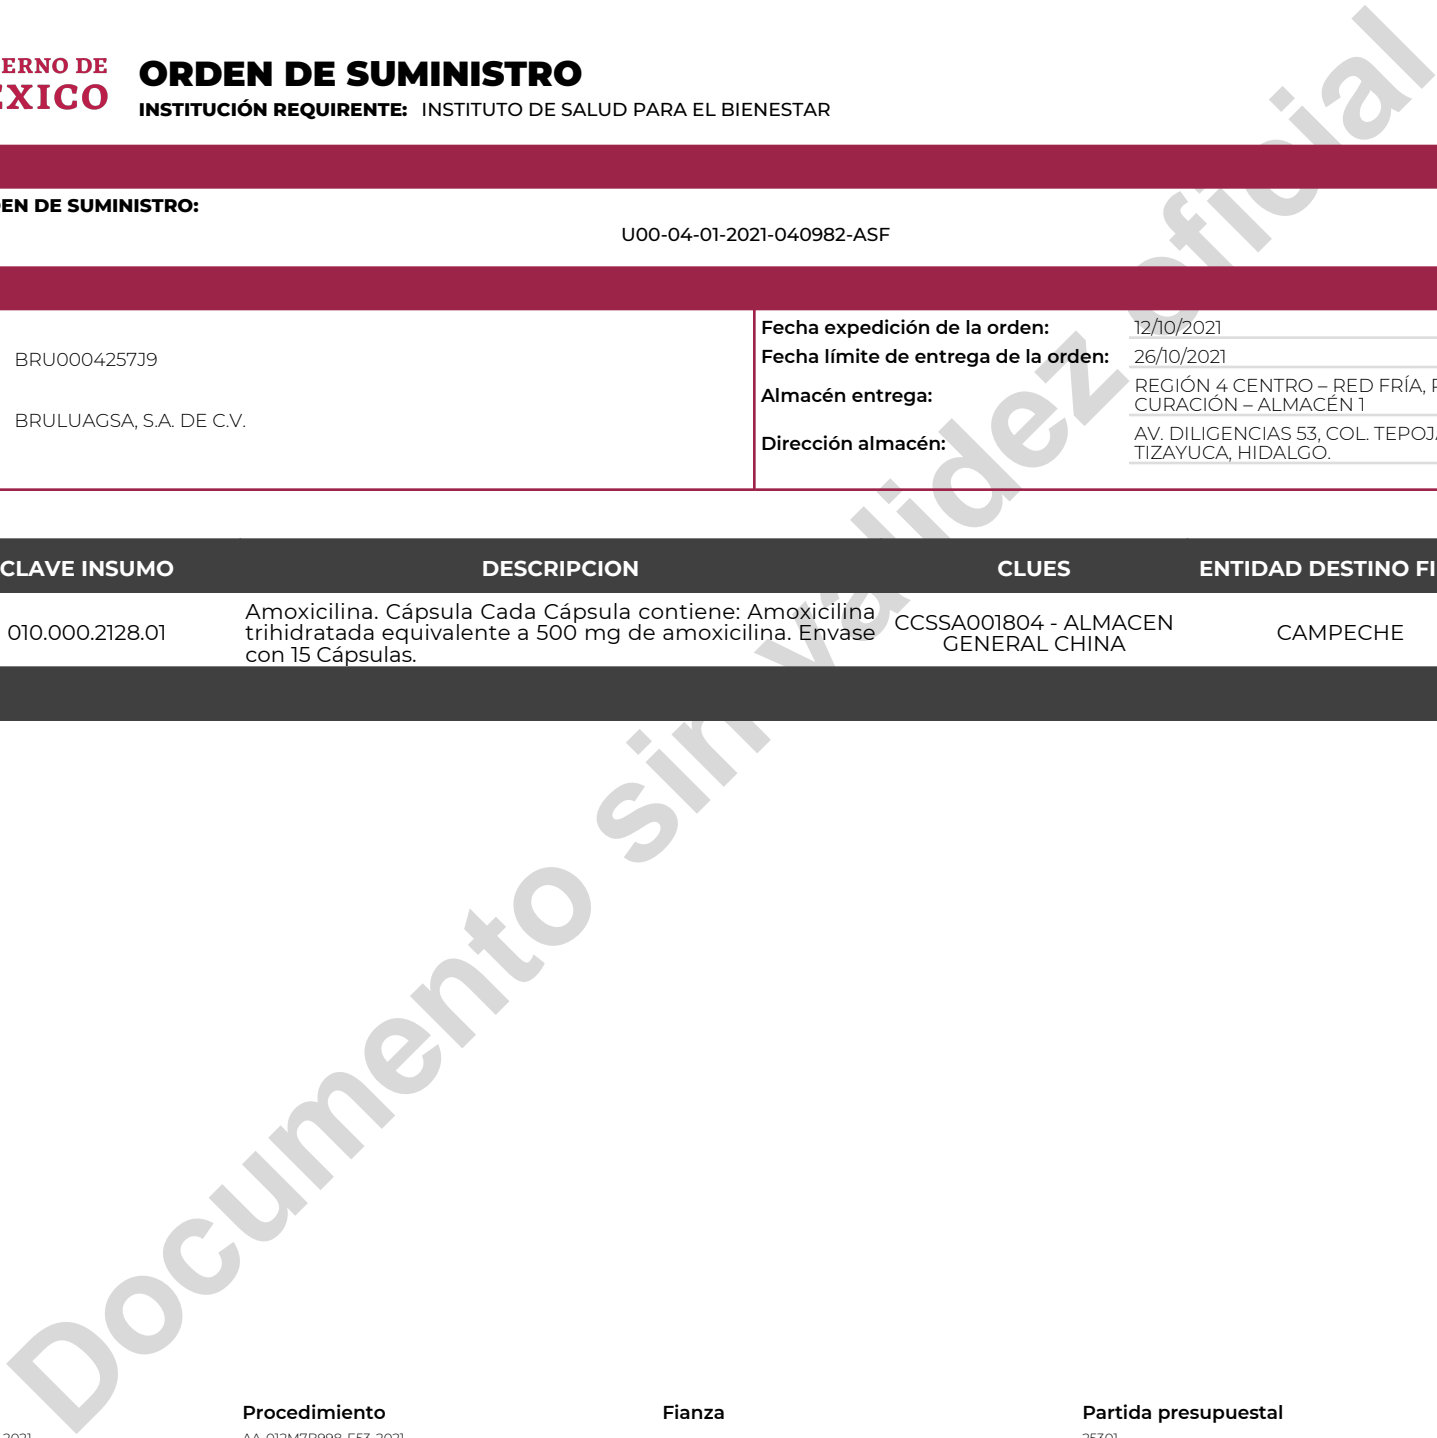 ERNO DE
ÉXICO
ORDEN DE SUMINISTRO
INSTITUCIÓN REQUIRENTE: INSTITUTO DE SALUD PARA EL BIENESTAR
EN DE SUMINISTRO:
U00-04-01-2021-040982-ASF
BRU0004257J9
BRULUAGSA, S.A. DE C.V.
Fecha expedición de la orden: 12/10/2021
Fecha límite de entrega de la orden: 26/10/2021
Almacén entrega: REGIÓN 4 CENTRO – RED FRÍA,
CURACIÓN – ALMACÉN 1
Dirección almacén: AV. DILIGENCIAS 53, COL. TEPOJ
TIZAYUCA, HIDALGO.
CLAVE INSUMO DESCRIPCION CLUES ENTIDAD DESTINO FI
010.000.2128.01
Amoxicilina. Cápsula Cada Cápsula contiene: Amoxicilina
trihidratada equivalente a 500 mg de amoxicilina. Envase
con 15 Cápsulas.
CCSSA001804 - ALMACEN
GENERAL CHINA
CAMPECHE
Documento sin validez oficial
Procedimiento Fianza Partida presupuestal